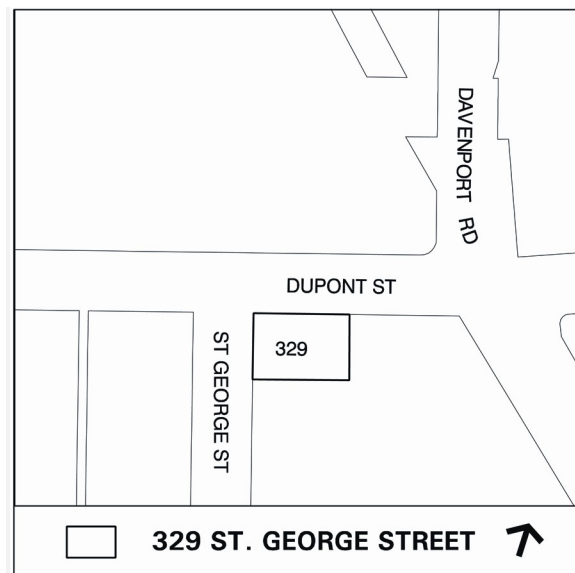 DAVENPORT RD
DUPONT ST
ST GEORGE ST
329
329 ST. GEORGE STREET